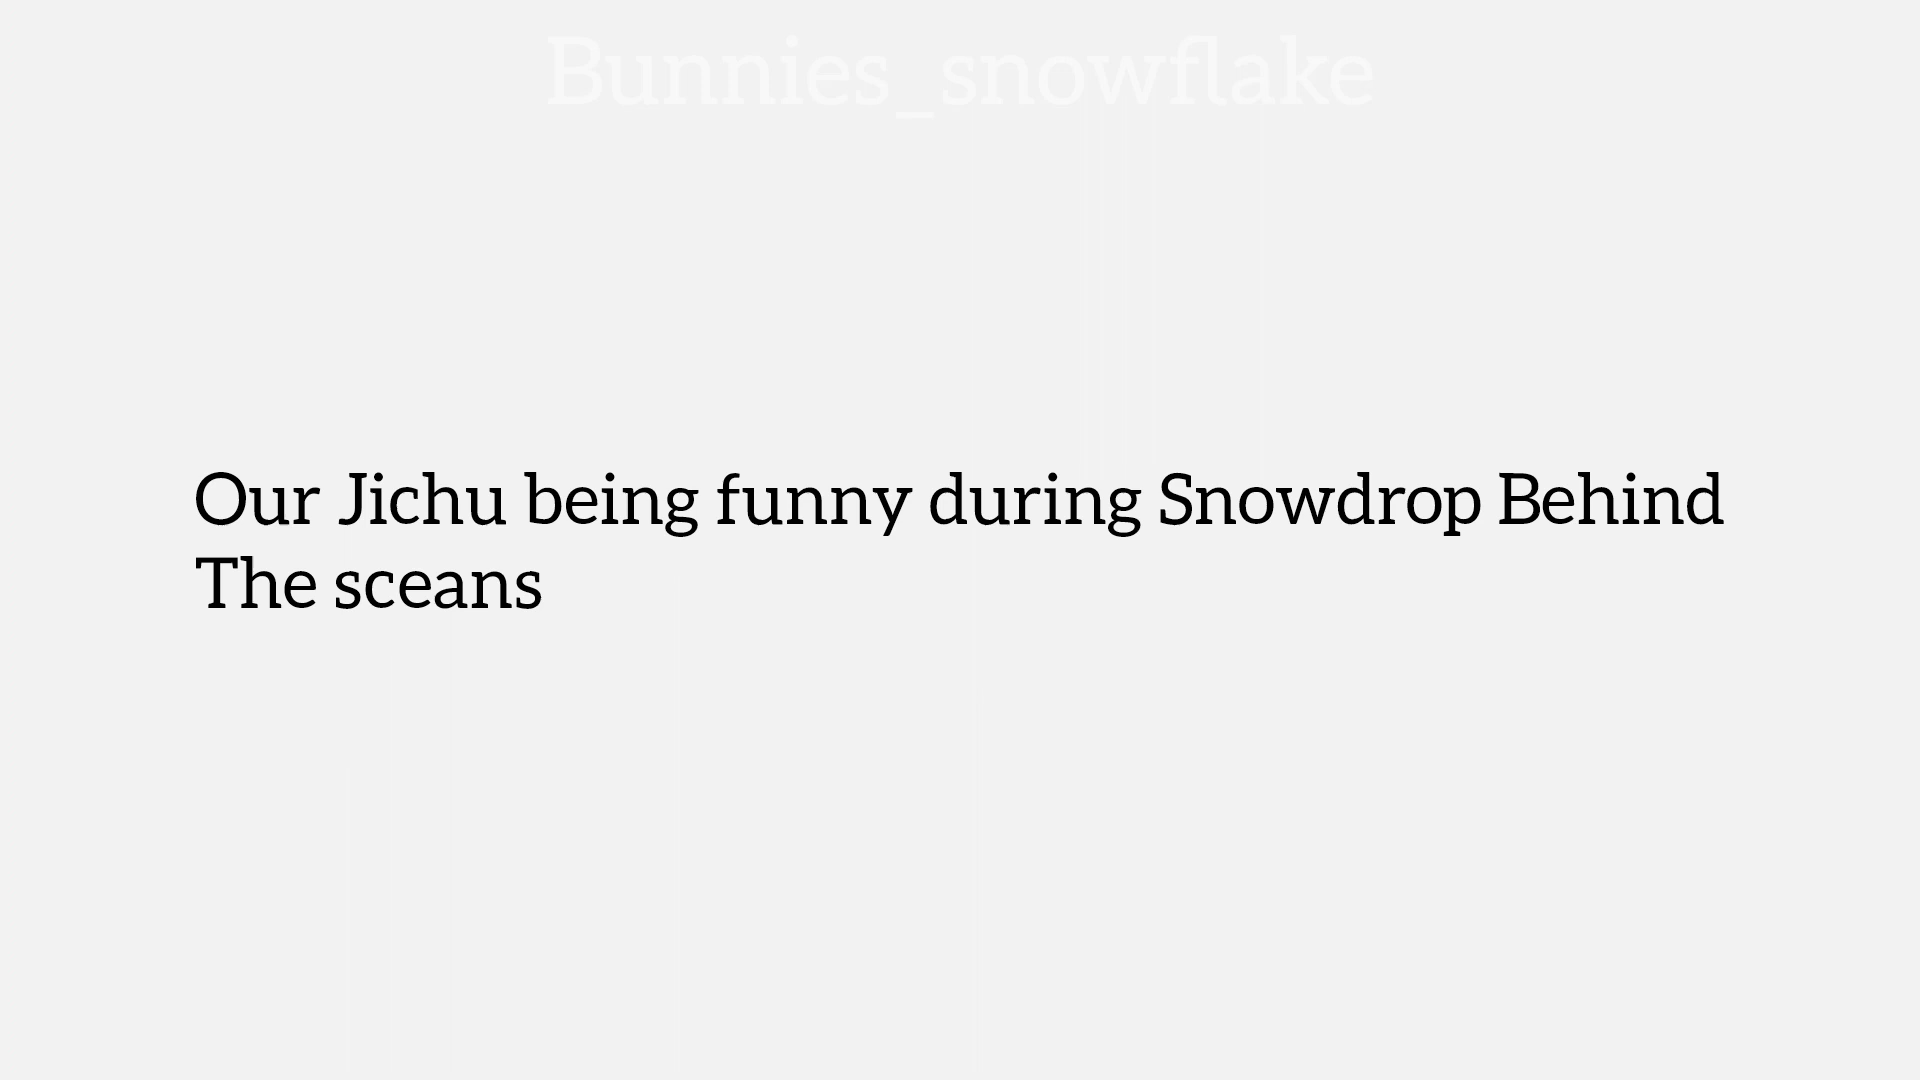 Bunnies_snowflake
Our Jichu being funny during Snowdrop Behind
The sceans